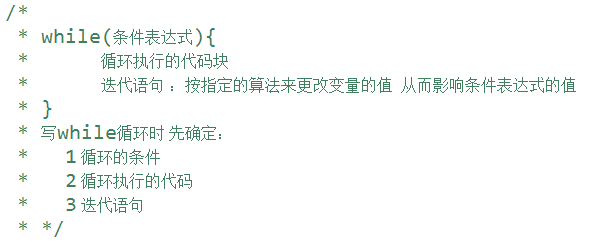 /*
* while(条件表达式){
* 循环执行的代码块
* 迭代语句 ：按指定的算法来更改变量的值 从而影响条件表达式的值
* }
* 写while循环时 先确定：
* 1 循环的条件
* 2 循环执行的代码
* 3 迭代语句
* */